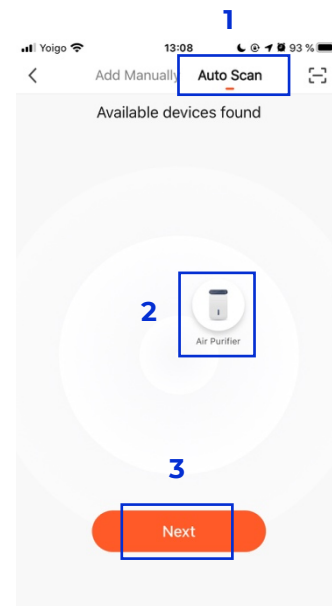 1
Yoigo 13:08 93 %
Add Manually Auto Scan
Available devices found
2
Air Purifier
3
Next